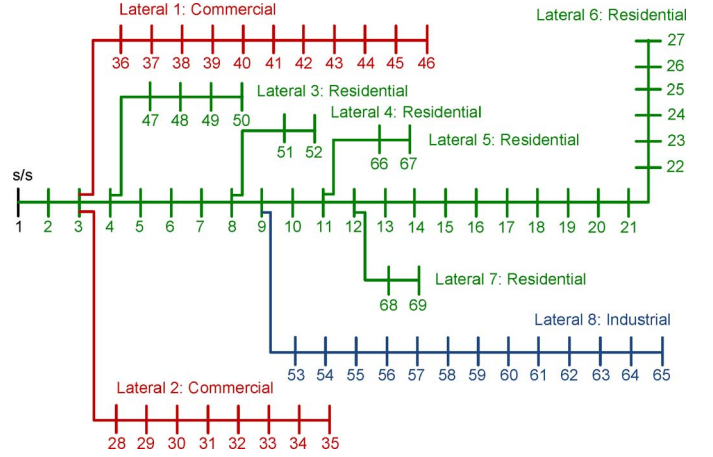 Lateral 1: Commercial
Lateral 6: Residential
36 37 38 39 40 41 42 43 44 45 46
27
26
25
24
23
22
Lateral 3: Residential
47 48 49 50
Lateral 4: Residential
51 52
Lateral 5: Residential
66 67
s/s
1 2 3 4 5 6 7 8 9 10 11 12 13 14 15 16 17 18 19 20 21
Lateral 7: Residential
68 69
Lateral 8: Industrial
53 54 55 56 57 58 59 60 61 62 63 64 65
Lateral 2: Commercial
28 29 30 31 32 33 34 35